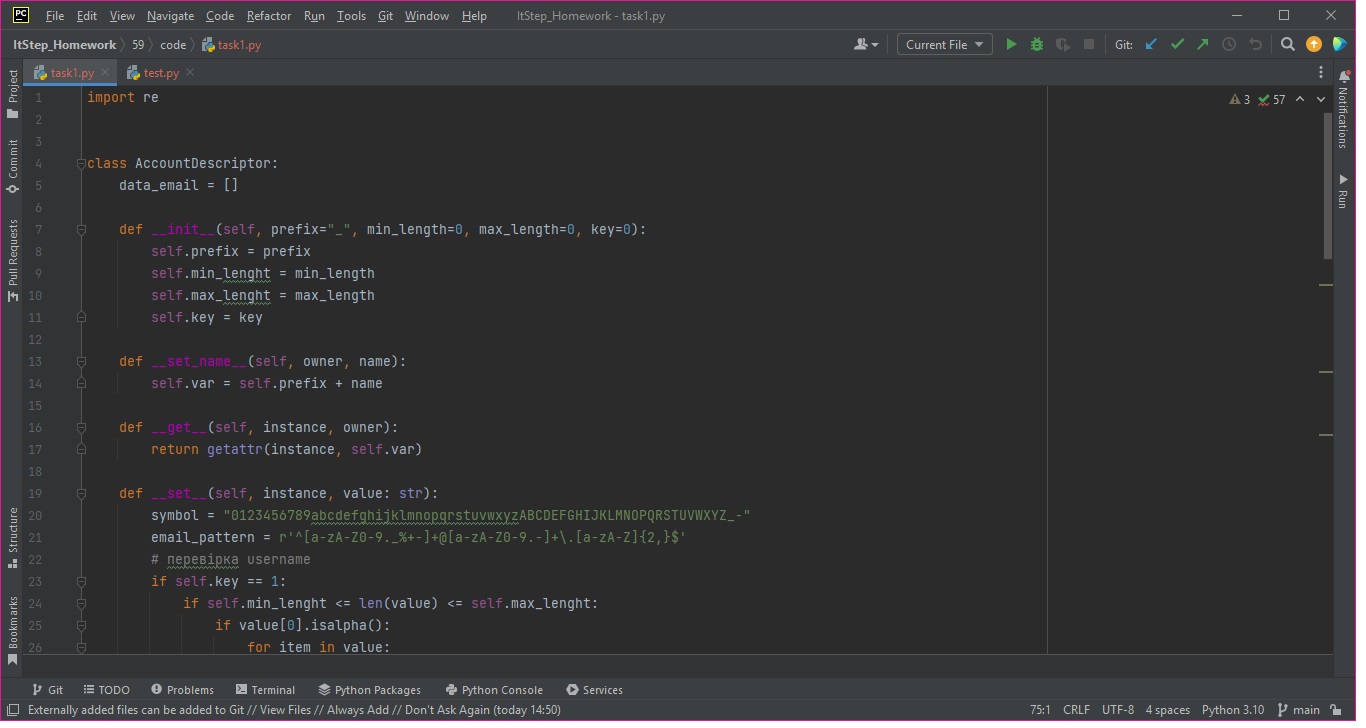 PC File Edit View Navigate Code Refactor Run Tools Git Window Help ItStep_Homework - task1.py
ItStep_Homework 59 code task1.py Current File Git:
task1.py test.py
3 57
1 import re
2
3
4 class AccountDescriptor:
5 data_email = []
6
7 def __init__(self, prefix="_", min_length=0, max_length=0, key=0):
8 self.prefix = prefix
9 self.min_lenght = min_length
10 self.max_lenght = max_length
11 self.key = key
12
13 def __set_name__(self, owner, name):
14 self.var = self.prefix + name
15
16 def __get__(self, instance, owner):
17 return getattr(instance, self.var)
18
19 def __set__(self, instance, value: str):
20 symbol = "0123456789abcdefghijklmnopqrstuvwxyzABCDEFGHIJKLMNOPQRSTUVWXYZ_-"
21 email_pattern = r'^[a-zA-Z0-9._%+-]+@[a-zA-Z0-9.-]+\.[a-zA-Z]{2,}$'
22 # перевірка username
23 if self.key == 1:
24 if self.min_lenght <= len(value) <= self.max_lenght:
25 if value[0].isalpha():
26 for item in value:
Project
Commit
Pull Requests
Structure
Bookmarks
Notifications
Run
Git TODO Problems Terminal Python Packages Python Console Services
Externally added files can be added to Git // View Files // Always Add // Don't Ask Again (today 14:50) 75:1 CRLF UTF-8 4 spaces Python 3.10 main